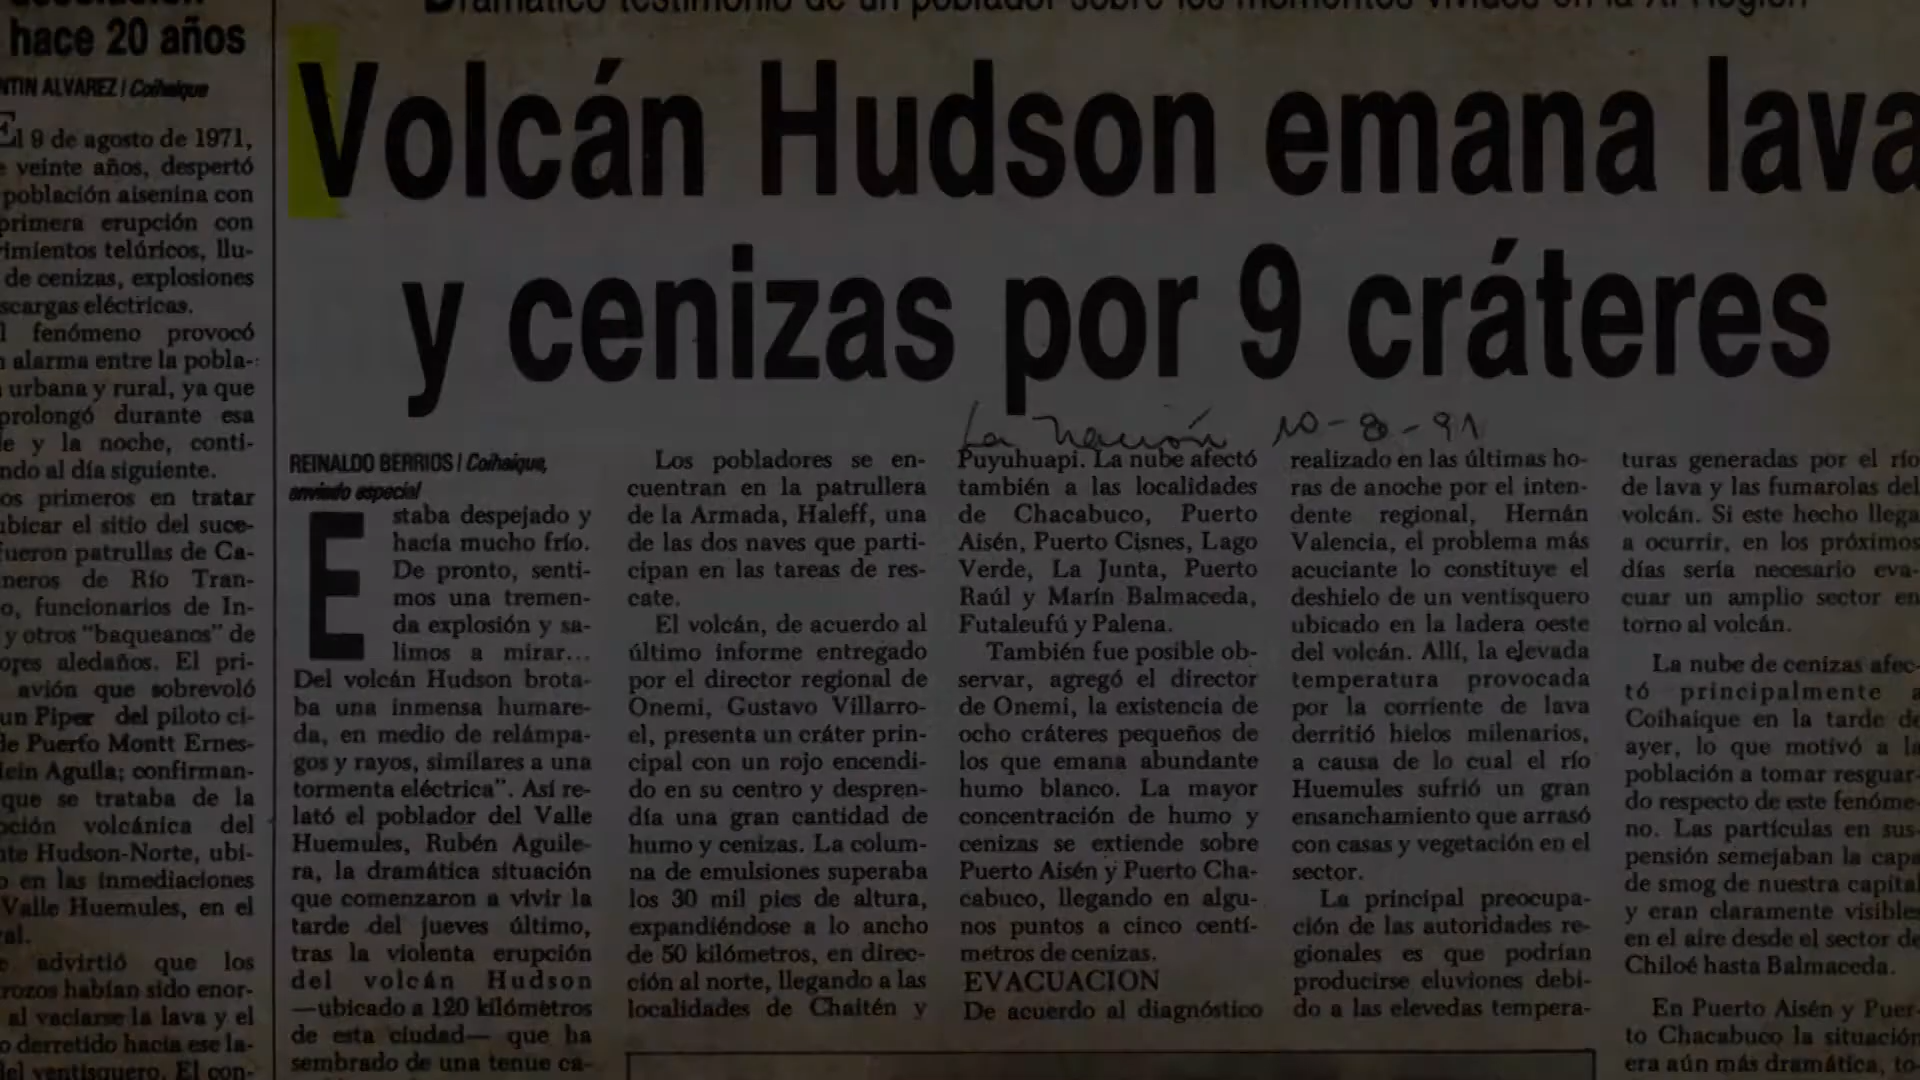 hace 20 años
ALVAREZ / Coihaique
El 9 de agosto de 1971,
veinte años, despertó
población aisenina con
primera erupción con
telúricos, llu-
de cenizas, explosiones
eléctricas.
fenómeno provocó
alarma entre la pobla-
urbana y rural, ya que
prolongó durante esa
y la noche, conti-
al día siguiente.
primeros en tratar
ubicar el sitio del suce-
fueron patrullas de Ca-
de Río Tran-
funcionarios de In-
y otros "baqueanos" de
aledaños. El pri-
avión que sobrevoló
un Piper del piloto ci-
de Puerto Montt Ernes-
Aguila; confirman-
que se trataba de la
volcánica del
Hudson-Norte, ubi-
en las inmediaciones
Valle Huemules, en el
advirtió que los
habían sido enor-
al vaciarse la lava y el
derretido hacia ese la-
ventisquero. El con-
Dramático testimonio de un poblador sobre los momentos vividos en la XI Región
Volcán Hudson emana lava
y cenizas por 9 cráteres
La Nación 10-8-91
REINALDO BERRIOS / Coihaique,
enviado especial
Estaba despejado y
hacía mucho frío.
De pronto, senti-
mos una tremen-
da explosión y sa-
limos a mirar...
Del volcán Hudson brota-
ba una inmensa humare-
da, en medio de relámpa-
gos y rayos, similares a una
tormenta eléctrica". Así re-
lató el poblador del Valle
Huemules, Rubén Aguile-
ra, la dramática situación
que comenzaron a vivir la
tarde del jueves último,
tras la violenta erupción
del volcán Hudson
—ubicado a 120 kilómetros
de esta ciudad— que ha
sembrado de una tenue ca-
Los pobladores se en-
cuentran en la patrullera
de la Armada, Haleff, una
de las dos naves que parti-
cipan en las tareas de res-
cate.
El volcán, de acuerdo al
último informe entregado
por el director regional de
Onemi, Gustavo Villarro-
el, presenta un cráter prin-
cipal con un rojo encendi-
do en su centro y despren-
día una gran cantidad de
humo y cenizas. La colum-
na de emulsiones superaba
los 30 mil pies de altura,
expandiéndose a lo ancho
de 50 kilómetros, en direc-
ción al norte, llegando a las
localidades de Chaitén y
Puyuhuapi. La nube afectó
también a las localidades
de Chacabuco, Puerto
Aisén, Puerto Cisnes, Lago
Verde, La Junta, Puerto
Raúl y Marín Balmaceda,
Futaleufú y Palena.
También fue posible ob-
servar, agregó el director
de Onemi, la existencia de
ocho cráteres pequeños de
los que emana abundante
humo blanco. La mayor
concentración de humo y
cenizas se extiende sobre
Puerto Aisén y Puerto Cha-
cabuco, llegando en algu-
nos puntos a cinco centí-
metros de cenizas.
EVACUACION
De acuerdo al diagnóstico
realizado en las últimas ho-
ras de anoche por el inten-
dente regional, Hernán
Valencia, el problema más
acuciante lo constituye el
deshielo de un ventisquero
ubicado en la ladera oeste
del volcán. Allí, la elevada
temperatura provocada
por la corriente de lava
derritió hielos milenarios,
a causa de lo cual el río
Huemules sufrió un gran
ensanchamiento que arrasó
con casas y vegetación en el
sector.
La principal preocupa-
ción de las autoridades re-
gionales es que podrían
producirse eluviones debi-
do a las elevedas tempera-
turas generadas por el río
de lava y las fumarolas del
volcán. Si este hecho llega
a ocurrir, en los próximos
días sería necesario eva-
cuar un amplio sector en
torno al volcán.
La nube de cenizas afec-
tó principalmente a
Coihaique en la tarde de
ayer, lo que motivó a la
población a tomar resguar-
do respecto de este fenóme-
no. Las partículas en sus-
pensión semejaban la capa
de smog de nuestra capital
y eran claramente visibles
en el aire desde el sector de
Chiloé hasta Balmaceda.
En Puerto Aisén y Puer-
to Chacabuco la situación
era aún más dramática, to-